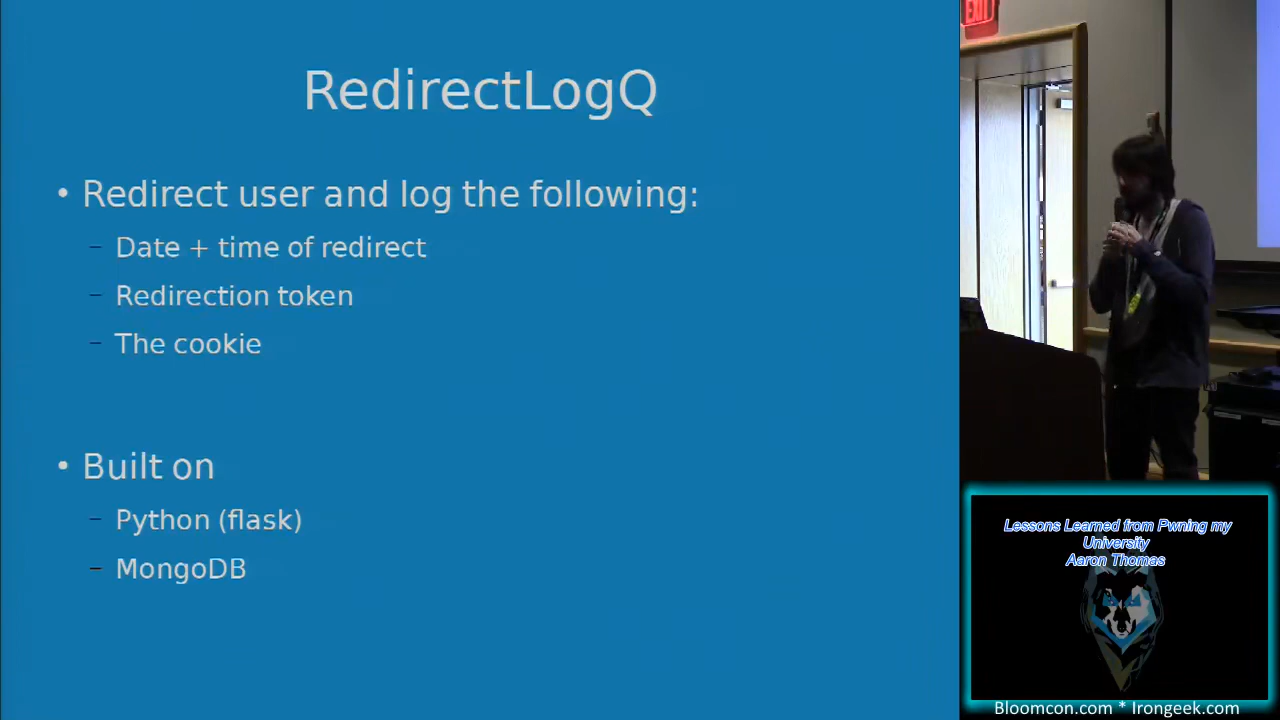 RedirectLogQ
• Redirect user and log the following:
– Date + time of redirect
– Redirection token
– The cookie
• Built on
– Python (flask)
– MongoDB
EXIT
Lessons Learned from Pwning my
University
Aaron Thomas
Bloomcon.com * Irongeek.com